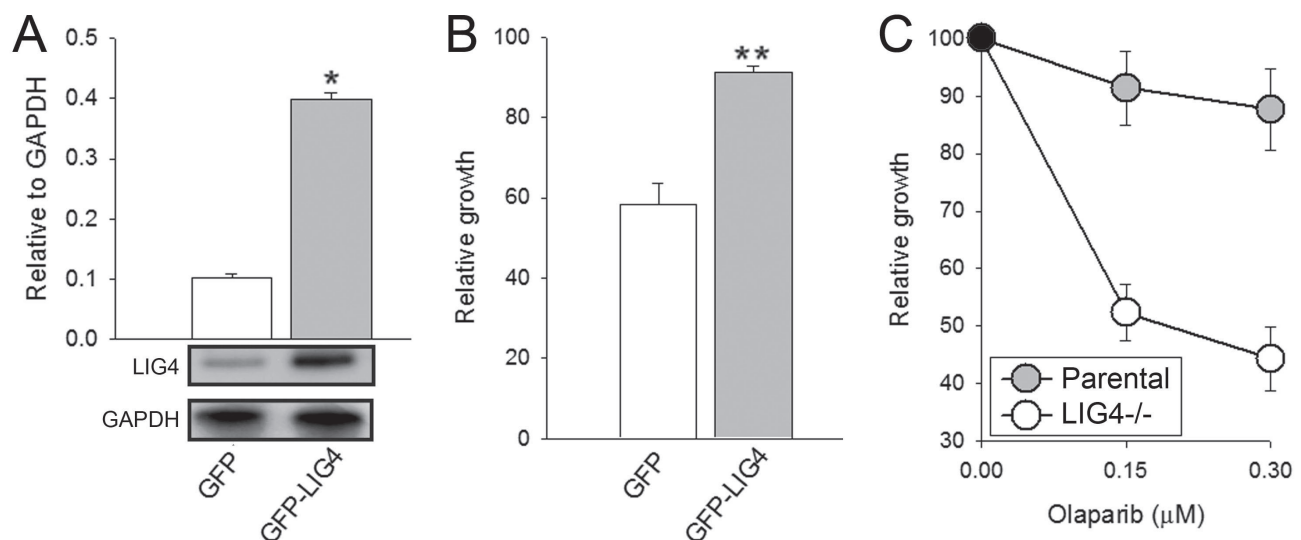 A
Relative to GAPDH
0.5
0.4
0.3
0.2
0.1
0.0
*
LIG4
GAPDH
GFP
GFP-LIG4
B
Relative growth
100
80
60
40
20
0
**
GFP
GFP-LIG4
C
Relative growth
100
90
80
70
60
50
40
30
Parental
LIG4-/-
0.00 0.15 0.30
Olaparib (μM)